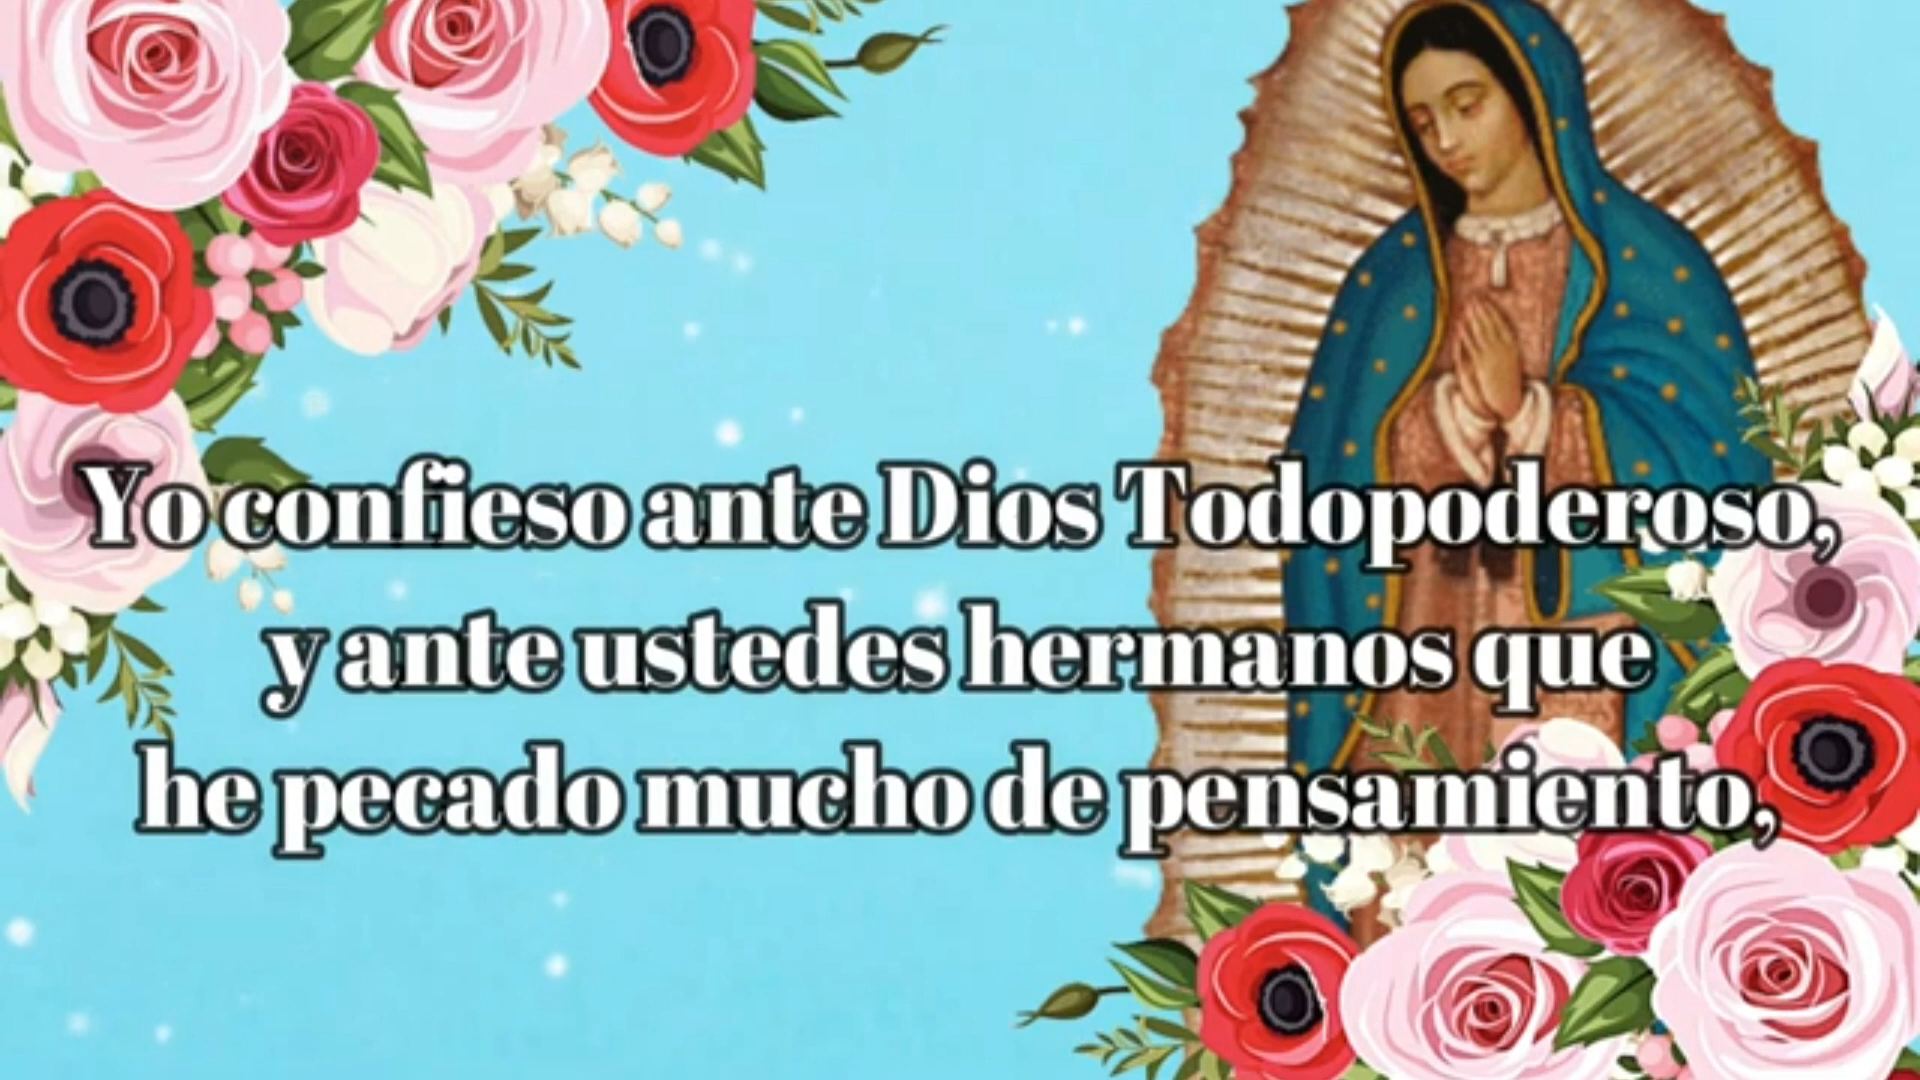 Yo confieso ante Dios Todopoderoso,
y ante ustedes hermanos que
he pecado mucho de pensamiento,